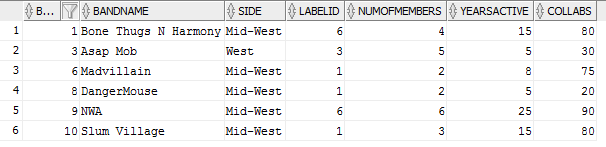 B... BANDNAME SIDE LABELID NUMOFMEMBERS YEARSACTIVE COLLABS
1 1 Bone Thugs N Harmony Mid-West 6 4 15 80
2 3 Asap Mob West 3 5 5 30
3 6 Madvillain Mid-West 1 2 8 75
4 8 DangerMouse Mid-West 1 2 5 20
5 9 NWA Mid-West 6 6 25 90
6 10 Slum Village Mid-West 1 3 15 80